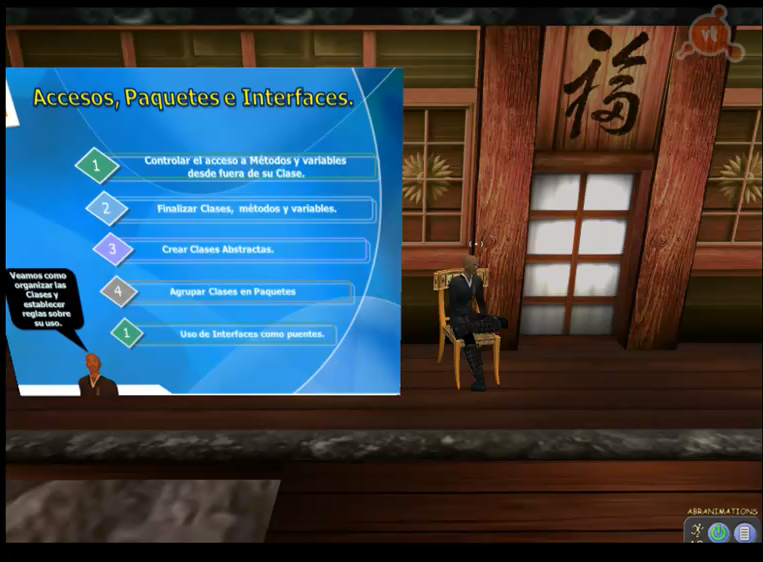 vt
福
Accesos, Paquetes e Interfaces.
1
Controlar el acceso a Métodos y variables
desde fuera de su Clase.
2
Finalizar Clases, métodos y variables.
3
Crear Clases Abstractas.
4
Agrupar Clases en Paquetes
1
Uso de Interfaces como puentes.
Veamos como
organizar las
Clases y
establecer
reglas sobre
su uso.
ABRANIMATIONS